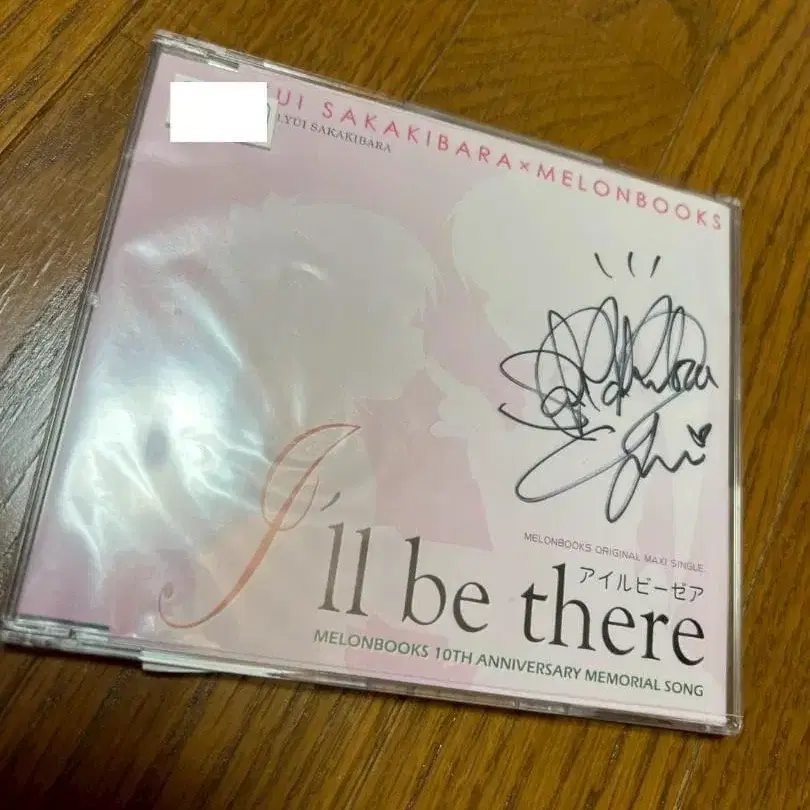 UI SAKAKIBARA×MELONBOOKS
YUI SAKAKIBARA
MELONBOOKS ORIGINAL MAXI SINGLE
アイルビーゼア
I'll be there
MELONBOOKS 10TH ANNIVERSARY MEMORIAL SONG